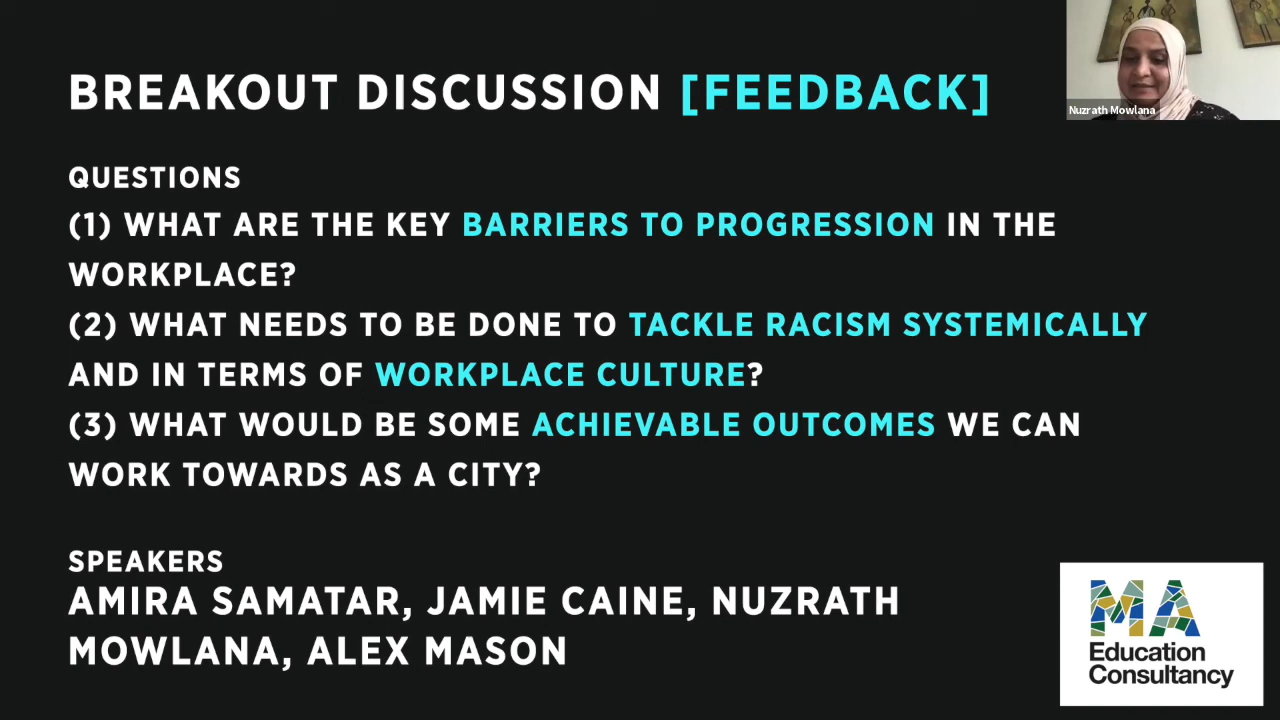 BREAKOUT DISCUSSION [FEEDBACK]
Nuzrath Mowlana
QUESTIONS
(1) WHAT ARE THE KEY BARRIERS TO PROGRESSION IN THE
WORKPLACE?
(2) WHAT NEEDS TO BE DONE TO TACKLE RACISM SYSTEMICALLY
AND IN TERMS OF WORKPLACE CULTURE?
(3) WHAT WOULD BE SOME ACHIEVABLE OUTCOMES WE CAN
WORK TOWARDS AS A CITY?
SPEAKERS
AMIRA SAMATAR, JAMIE CAINE, NUZRATH
MOWLANA, ALEX MASON
MA
Education
Consultancy